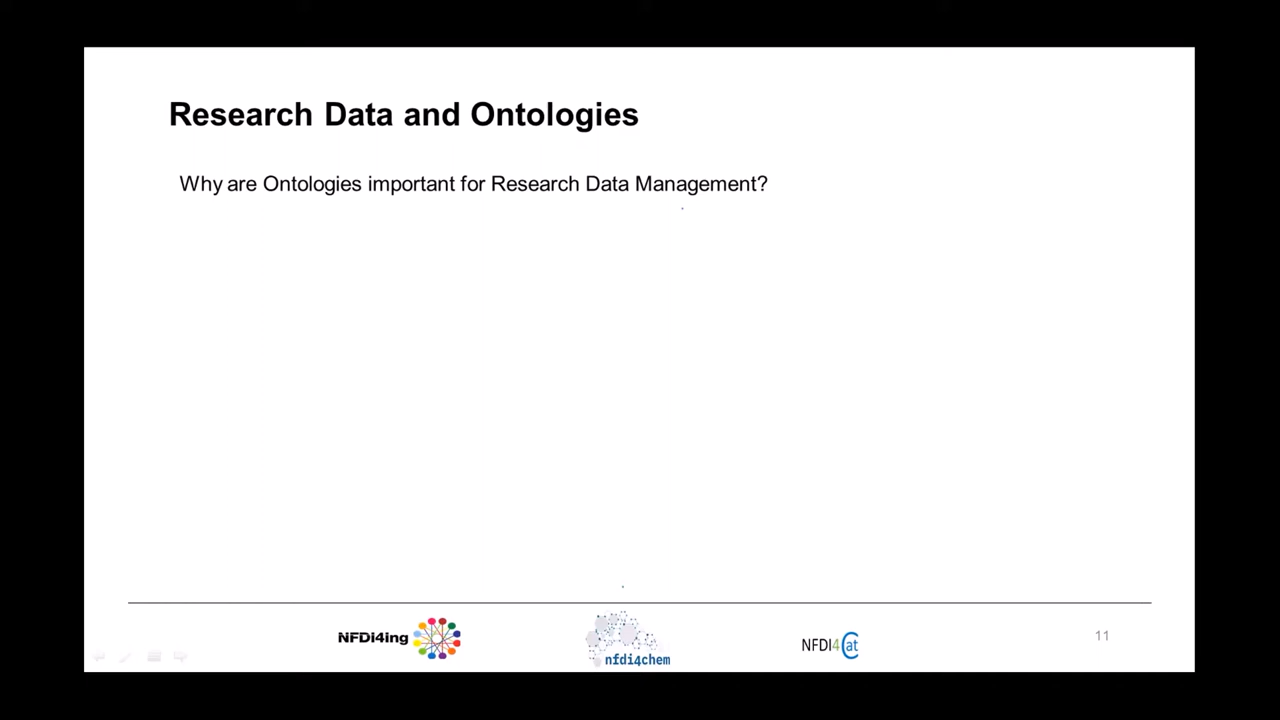 Research Data and Ontologies
Why are Ontologies important for Research Data Management?
NFDi4ing
nfdi4chem
NFDI4Cat
11